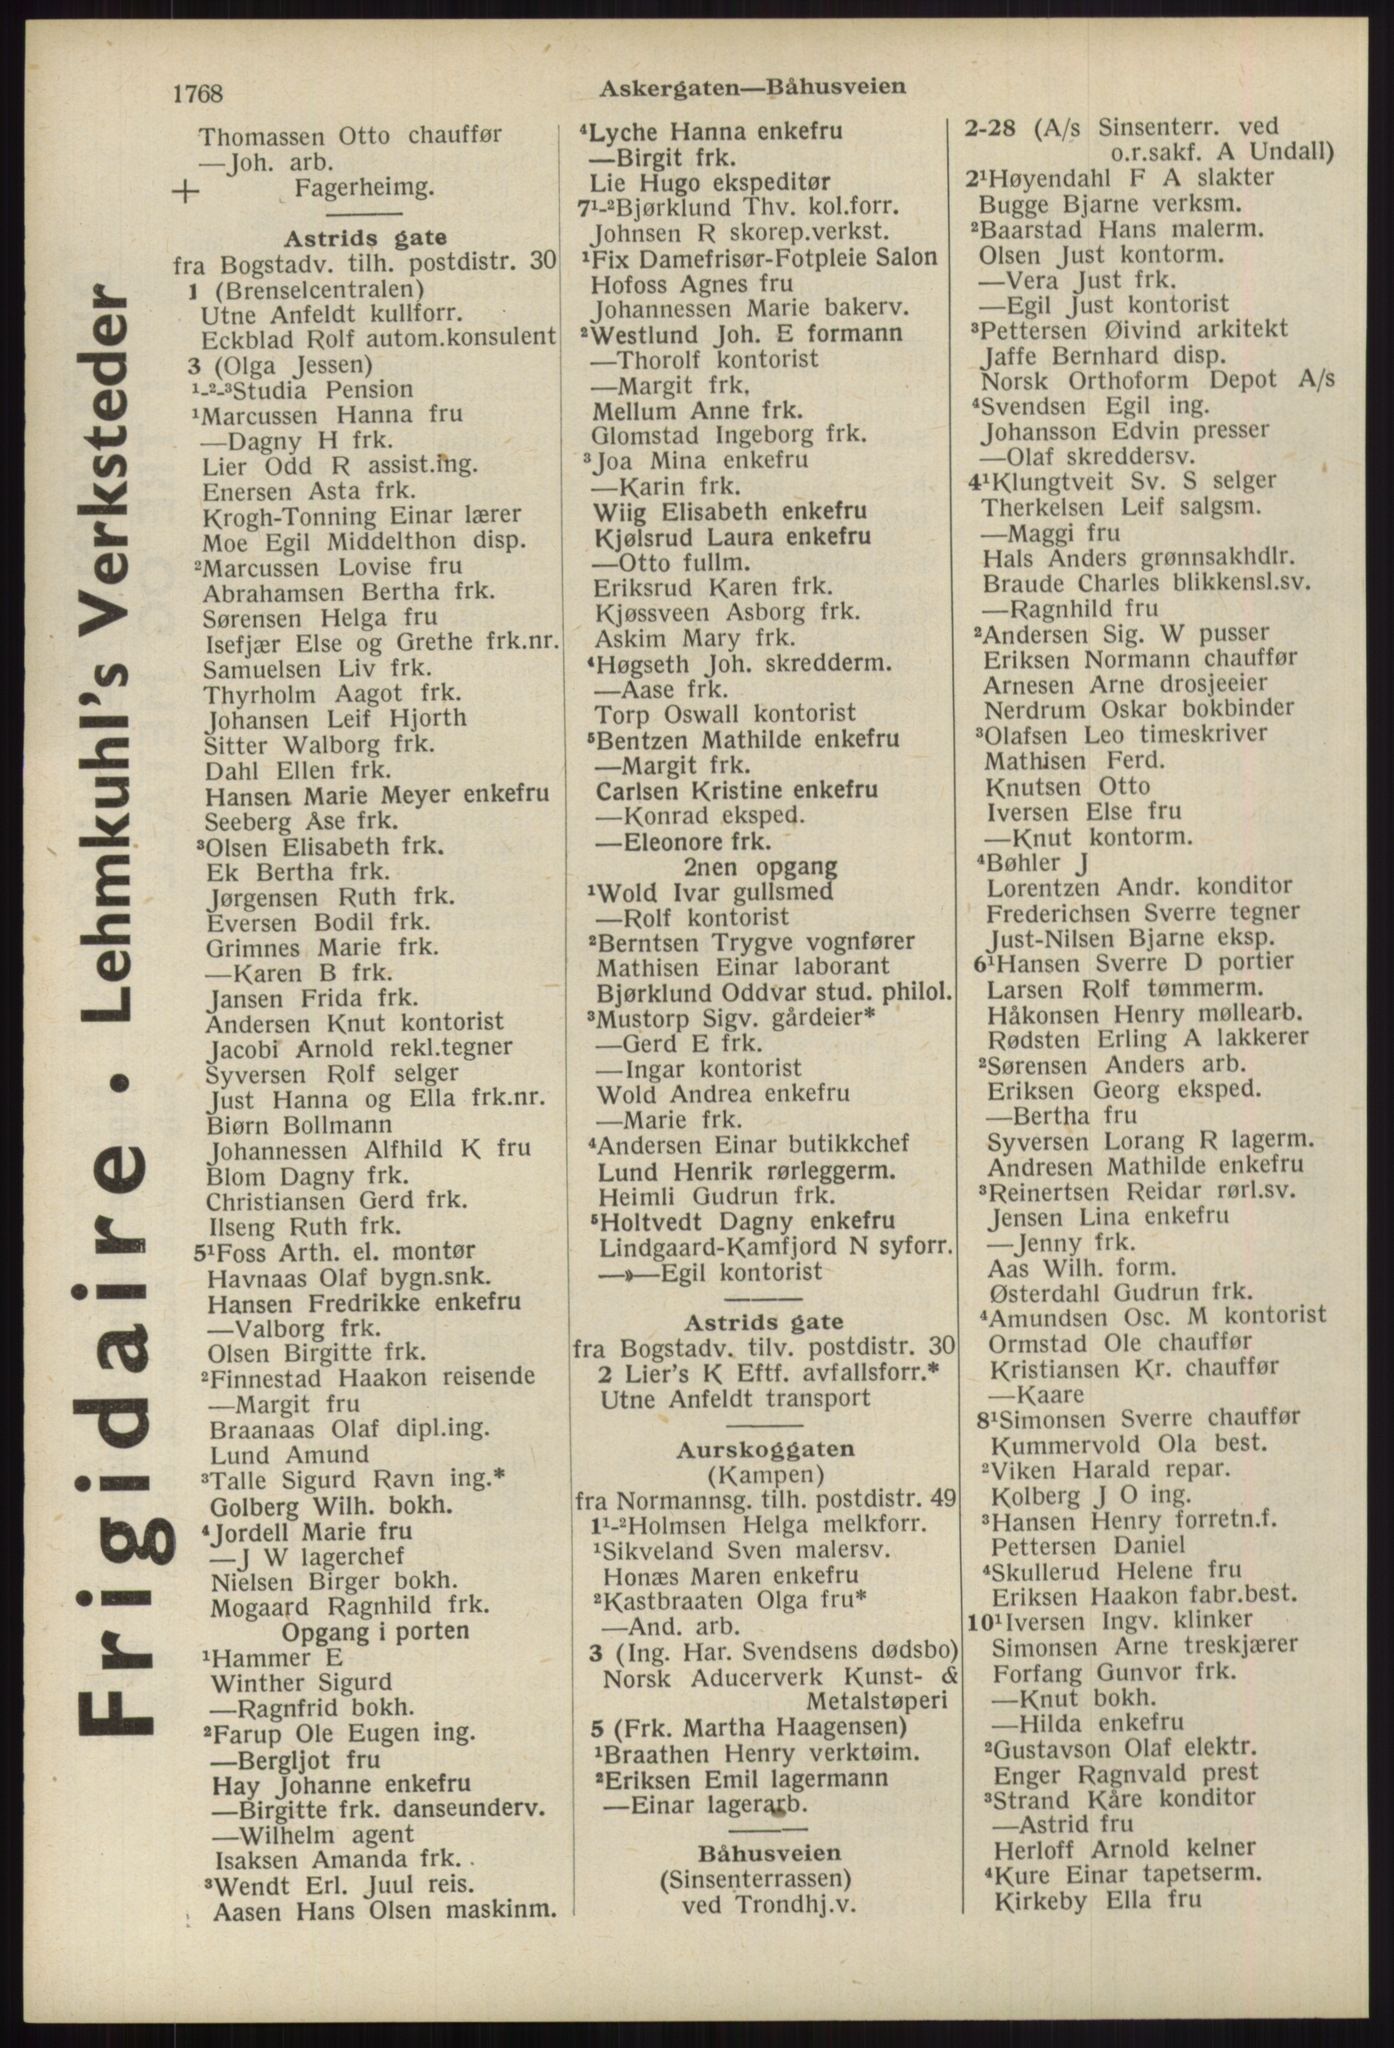 1768
Askergaten—Båhusveien
Frigidaire • Lehmkuhl's Verksteder
Thomassen Otto chauffør
—Joh. arb.
+ Fagerheimg.
Astrids gate
fra Bogstadv. tilh. postdistr. 30
1 (Brenselcentralen)
Utne Anfeldt kullforr.
Eckblad Rolf autom.konsulent
3 (Olga Jessen)
¹-²-³Studia Pension
¹Marcussen Hanna fru
—Dagny H frk.
Lier Odd R assist.ing.
Enersen Asta frk.
Krogh-Tonning Einar lærer
Moe Egil Middelthon disp.
²Marcussen Lovise fru
Abrahamsen Bertha frk.
Sørensen Helga fru
Isefjær Else og Grethe frk.nr.
Samuelsen Liv frk.
Thyrholm Aagot frk.
Johansen Leif Hjorth
Sitter Walborg frk.
Dahl Ellen frk.
Hansen Marie Meyer enkefru
Seeberg Åse frk.
³Olsen Elisabeth frk.
Ek Bertha frk.
Jørgensen Ruth frk.
Eversen Bodil frk.
Grimnes Marie frk.
—Karen B frk.
Jansen Frida frk.
Andersen Knut kontorist
Jacobi Arnold rekl.tegner
Syversen Rolf selger
Just Hanna og Ella frk.nr.
Biørn Bollmann
Johannessen Alfhild K fru
Blom Dagny frk.
Christiansen Gerd frk.
Ilseng Ruth frk.
5¹Foss Arth. el. montør
Havnaas Olaf bygn.snk.
Hansen Fredrikke enkefru
—Valborg frk.
Olsen Birgitte frk.
²Finnestad Haakon reisende
—Margit fru
Braanaas Olaf dipl.ing.
Lund Amund
³Talle Sigurd Ravn ing.*
Golberg Wilh. bokh.
⁴Jordell Marie fru
—J W lagerchef
Nielsen Birger bokh.
Mogaard Ragnhild frk.
Opgang i porten
¹Hammer E
Winther Sigurd
—Ragnfrid bokh.
²Farup Ole Eugen ing.
—Bergljot fru
Hay Johanne enkefru
—Birgitte frk. danseunderv.
—Wilhelm agent
Isaksen Amanda frk.
³Wendt Erl. Juul reis.
Aasen Hans Olsen maskinm.
⁴Lyche Hanna enkefru
—Birgit frk.
Lie Hugo ekspeditør
7¹-²Bjørklund Thv. kol.forr.
Johnsen R skorep.verkst.
¹Fix Damefrisør-Fotpleie Salon
Hofoss Agnes fru
Johannessen Marie bakerv.
²Westlund Joh. E formann
—Thorolf kontorist
—Margit frk.
Mellum Anne frk.
Glomstad Ingeborg frk.
³Joa Mina enkefru
—Karin frk.
Wiig Elisabeth enkefru
Kjølsrud Laura enkefru
—Otto fullm.
Eriksrud Karen frk.
Kjøssveen Asborg frk.
Askim Mary frk.
⁴Høgseth Joh. skredderm.
—Aase frk.
Torp Oswall kontorist
⁵Bentzen Mathilde enkefru
—Margit frk.
Carlsen Kristine enkefru
—Konrad eksped.
—Eleonore frk.
2nen opgang
¹Wold Ivar gullsmed
—Rolf kontorist
²Berntsen Trygve vognfører
Mathisen Einar laborant
Bjørklund Oddvar stud. philol.
³Mustorp Sigv. gårdeier*
—Gerd E frk.
—Ingar kontorist
Wold Andrea enkefru
—Marie frk.
⁴Andersen Einar butikkchef
Lund Henrik rørleggerm.
Heimli Gudrun frk.
⁵Holtvedt Dagny enkefru
Lindgaard-Kamfjord N syforr.
—»—Egil kontorist
Astrids gate
fra Bogstadv. tilv. postdistr. 30
2 Lier's K Eftf. avfallsforr.*
Utne Anfeldt transport
Aurskoggaten
(Kampen)
fra Normannsg. tilh. postdistr. 49
1¹-²Holmsen Helga melkforr.
¹Sikveland Sven malersv.
Honæs Maren enkefru
²Kastbraaten Olga fru*
—And. arb.
3 (Ing. Har. Svendsens dødsbo)
Norsk Aducerverk Kunst- &
Metalstøperi
5 (Frk. Martha Haagensen)
¹Braathen Henry verktøim.
²Eriksen Emil lagermann
—Einar lagerarb.
Båhusveien
(Sinsenterrassen)
ved Trondhj.v.
2-28 (A/s Sinsenterr. ved
o.r.sakf. A Undall)
2¹Høyendahl F A slakter
Bugge Bjarne verksm.
²Baarstad Hans malerm.
Olsen Just kontorm.
—Vera Just frk.
—Egil Just kontorist
³Pettersen Øivind arkitekt
Jaffe Bernhard disp.
Norsk Orthoform Depot A/s
⁴Svendsen Egil ing.
Johansson Edvin presser
—Olaf skreddersv.
4¹Klungtveit Sv. S selger
Therkelsen Leif salgsm.
—Maggi fru
Hals Anders grønnsakhdlr.
Braude Charles blikkensl.sv.
—Ragnhild fru
²Andersen Sig. W pusser
Eriksen Normann chauffør
Arnesen Arne drosjeeier
Nerdrum Oskar bokbinder
³Olafsen Leo timeskriver
Mathisen Ferd.
Knutsen Otto
Iversen Else fru
—Knut kontorm.
⁴Bøhler J
Lorentzen Andr. konditor
Frederichsen Sverre tegner
Just-Nilsen Bjarne eksp.
6¹Hansen Sverre D portier
Larsen Rolf tømmerm.
Håkonsen Henry møllearb.
Rødsten Erling A lakkerer
²Sørensen Anders arb.
Eriksen Georg eksped.
—Bertha fru
Syversen Lorang R lagerm.
Andresen Mathilde enkefru
³Reinertsen Reidar rørl.sv.
Jensen Lina enkefru
—Jenny frk.
Aas Wilh. form.
Østerdahl Gudrun frk.
⁴Amundsen Osc. M kontorist
Ormstad Ole chauffør
Kristiansen Kr. chauffør
—Kaare
8¹Simonsen Sverre chauffør
Kummervold Ola best.
²Viken Harald repar.
Kolberg J O ing.
³Hansen Henry forretn.f.
Pettersen Daniel
⁴Skullerud Helene fru
Eriksen Haakon fabr.best.
10¹Iversen Ingv. klinker
Simonsen Arne treskjærer
Forfang Gunvor frk.
—Knut bokh.
—Hilda enkefru
²Gustavson Olaf elektr.
Enger Ragnvald prest
³Strand Kåre konditor
—Astrid fru
Herloff Arnold kelner
⁴Kure Einar tapetserm.
Kirkeby Ella fru